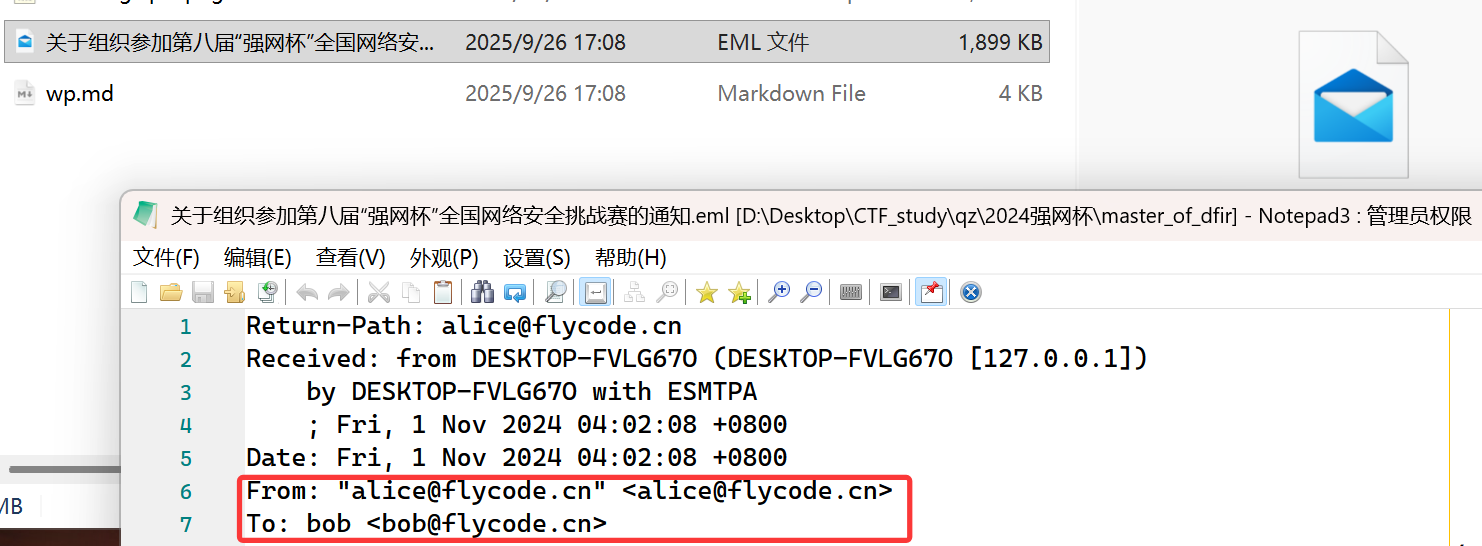 关于组织参加第八届“强网杯”全国网络安... 2025/9/26 17:08 EML 文件 1,899 KB
wp.md 2025/9/26 17:08 Markdown File 4 KB
关于组织参加第八届“强网杯”全国网络安全挑战赛的通知.eml [D:\Desktop\CTF_study\qz\2024强网杯\master_of_dfir] - Notepad3 : 管理员权限
文件(F) 编辑(E) 查看(V) 外观(P) 设置(S) 帮助(H)
1 Return-Path: alice@flycode.cn
2 Received: from DESKTOP-FVLG67O (DESKTOP-FVLG67O [127.0.0.1])
3 by DESKTOP-FVLG67O with ESMTPA
4 ; Fri, 1 Nov 2024 04:02:08 +0800
5 Date: Fri, 1 Nov 2024 04:02:08 +0800
6 From: "alice@flycode.cn" <alice@flycode.cn>
7 To: bob <bob@flycode.cn>
MB